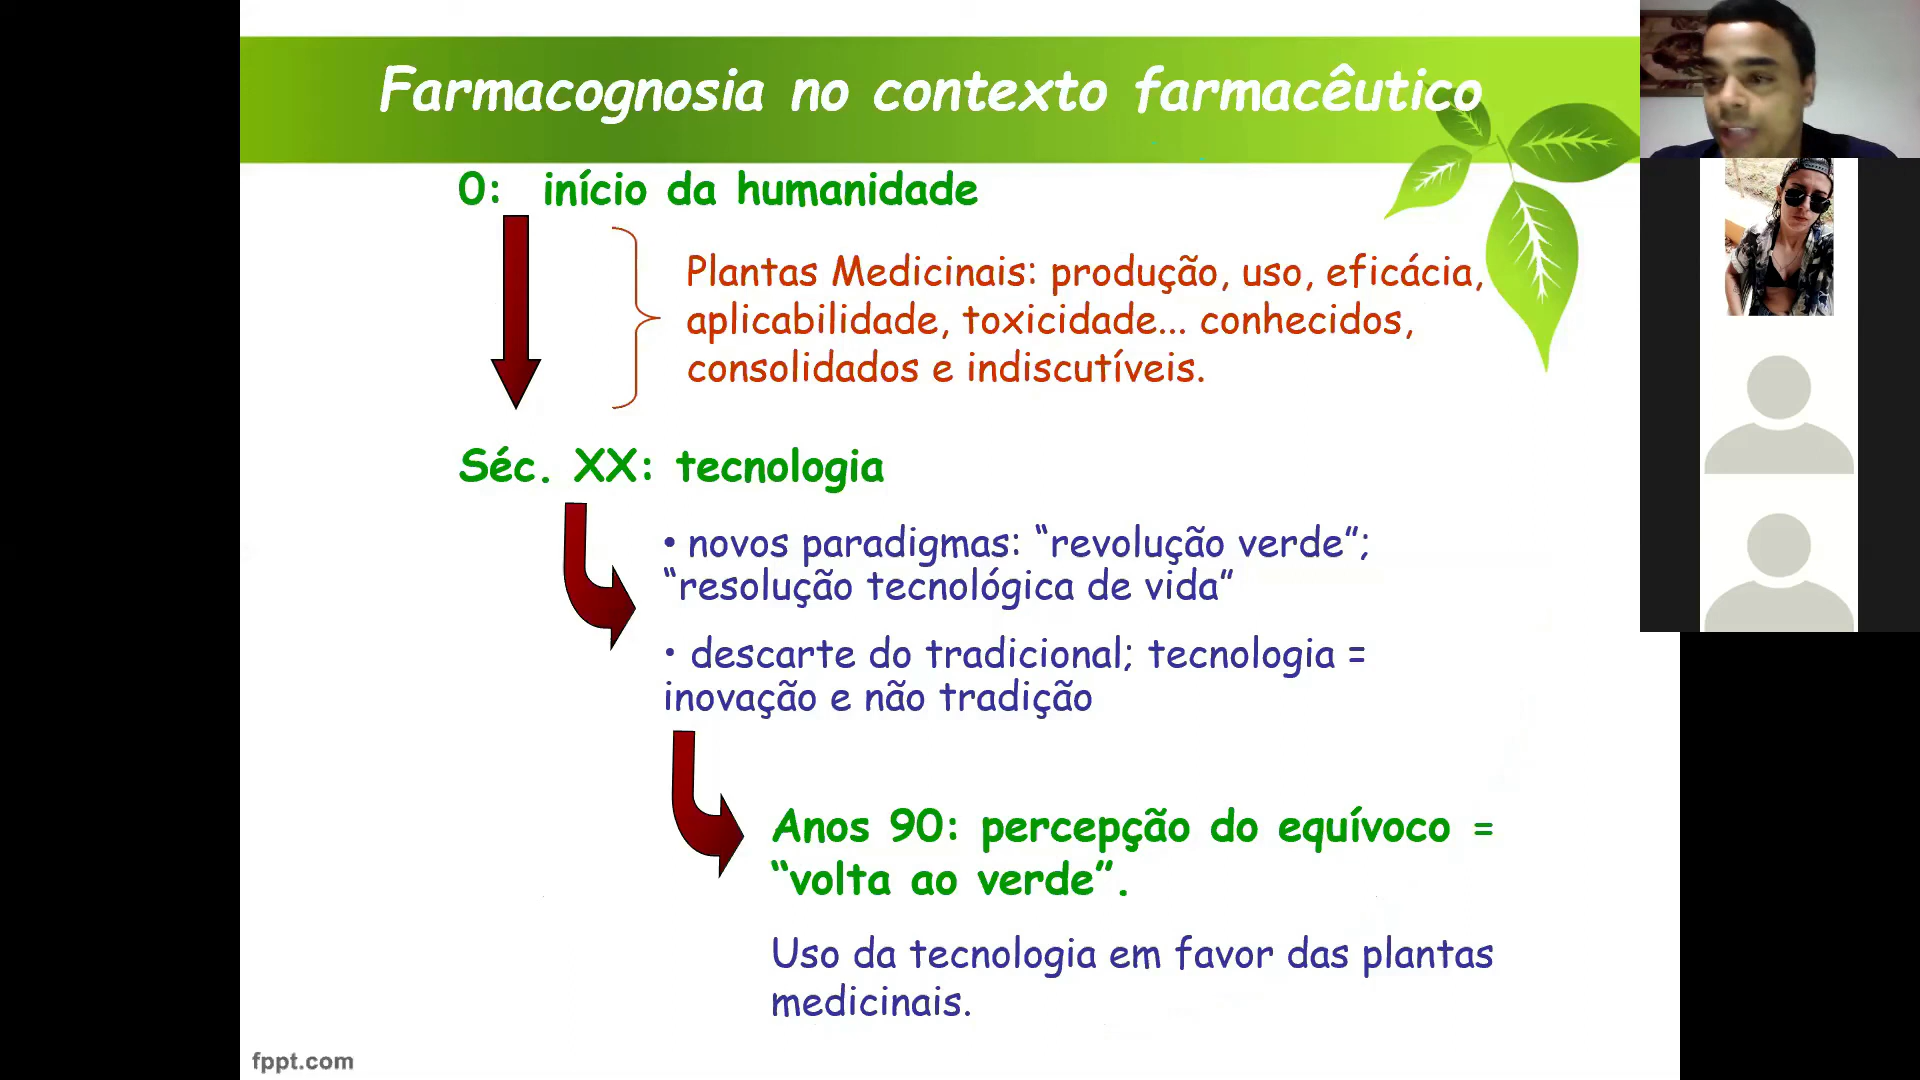 Farmacognosia no contexto farmacêutico
0: início da humanidade
Plantas Medicinais: produção, uso, eficácia,
aplicabilidade, toxicidade... conhecidos,
consolidados e indiscutíveis.
Séc. XX: tecnologia
• novos paradigmas: “revolução verde”;
“resolução tecnológica de vida”
• descarte do tradicional; tecnologia =
inovação e não tradição
Anos 90: percepção do equívoco =
“volta ao verde”.
Uso da tecnologia em favor das plantas
medicinais.
fppt.com